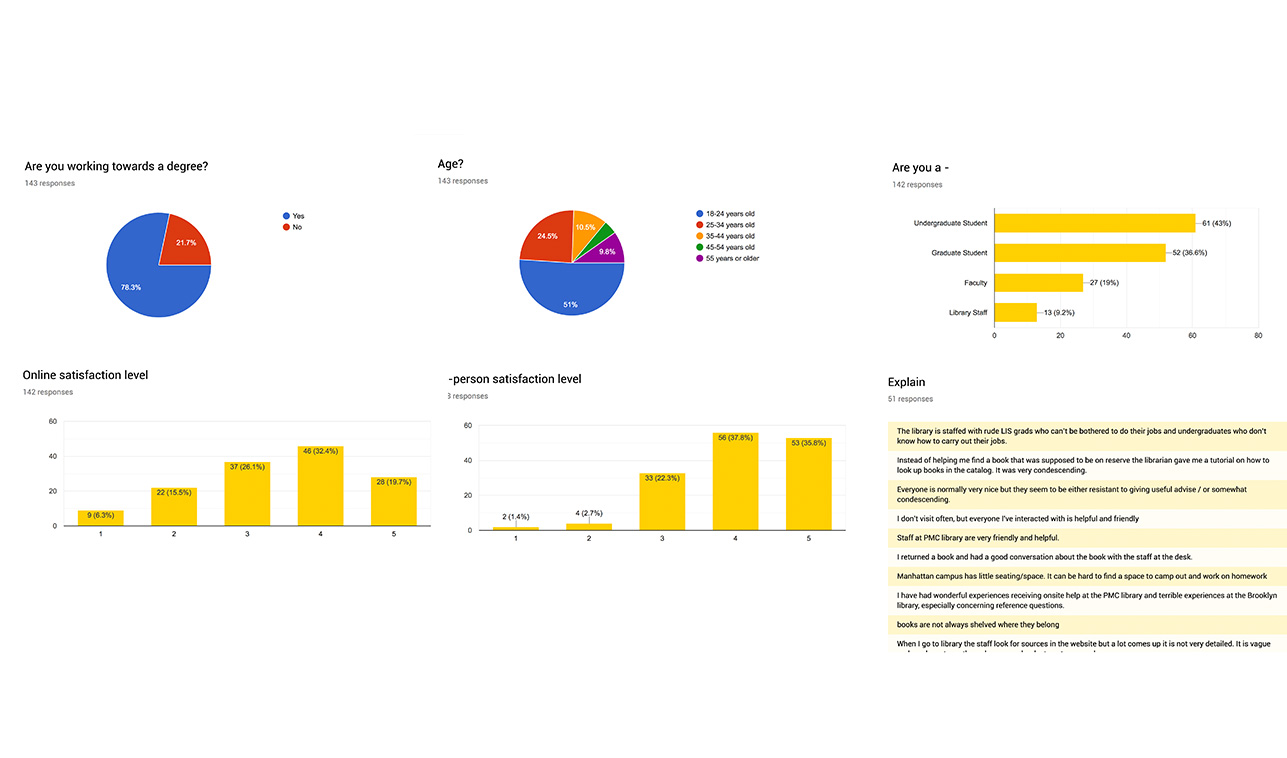 Are you working towards a degree?
143 responses
Yes
No
21.7%
78.3%
Age?
143 responses
18-24 years old
25-34 years old
35-44 years old
45-54 years old
55 years or older
10.5%
24.5%
9.8%
51%
Are you a -
142 responses
Undergraduate Student
61 (43%)
Graduate Student
52 (36.6%)
Faculty
27 (19%)
Library Staff
13 (9.2%)
0 20 40 60 80
Online satisfaction level
142 responses
60
40
20
0
9 (6.3%)
22 (15.5%)
37 (26.1%)
46 (32.4%)
28 (19.7%)
1 2 3 4 5
-person satisfaction level
responses
60
40
20
0
2 (1.4%)
4 (2.7%)
33 (22.3%)
56 (37.8%)
53 (35.8%)
1 2 3 4 5
Explain
51 responses
The library is staffed with rude LIS grads who can't be bothered to do their jobs and undergraduates who don't
know how to carry out their jobs.
Instead of helping me find a book that was supposed to be on reserve the librarian gave me a tutorial on how to
look up books in the catalog. It was very condescending.
Everyone is normally very nice but they seem to be either resistant to giving useful advise / or somewhat
condescending.
I don't visit often, but everyone I've interacted with is helpful and friendly
Staff at PMC library are very friendly and helpful.
I returned a book and had a good conversation about the book with the staff at the desk.
Manhattan campus has little seating/space. It can be hard to find a space to camp out and work on homework
I have had wonderful experiences receiving onsite help at the PMC library and terrible experiences at the Brooklyn
library, especially concerning reference questions.
books are not always shelved where they belong
When I go to library the staff look for sources in the website but a lot comes up it is not very detailed. It is vague